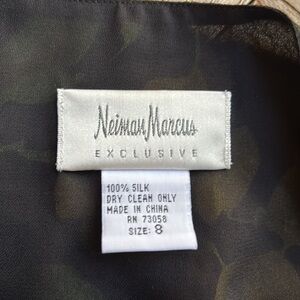 Neiman Marcus
EXCLUSIVE
100% SILK
DRY CLEAN ONLY
MADE IN CHINA
RN 73058
SIZE: 8